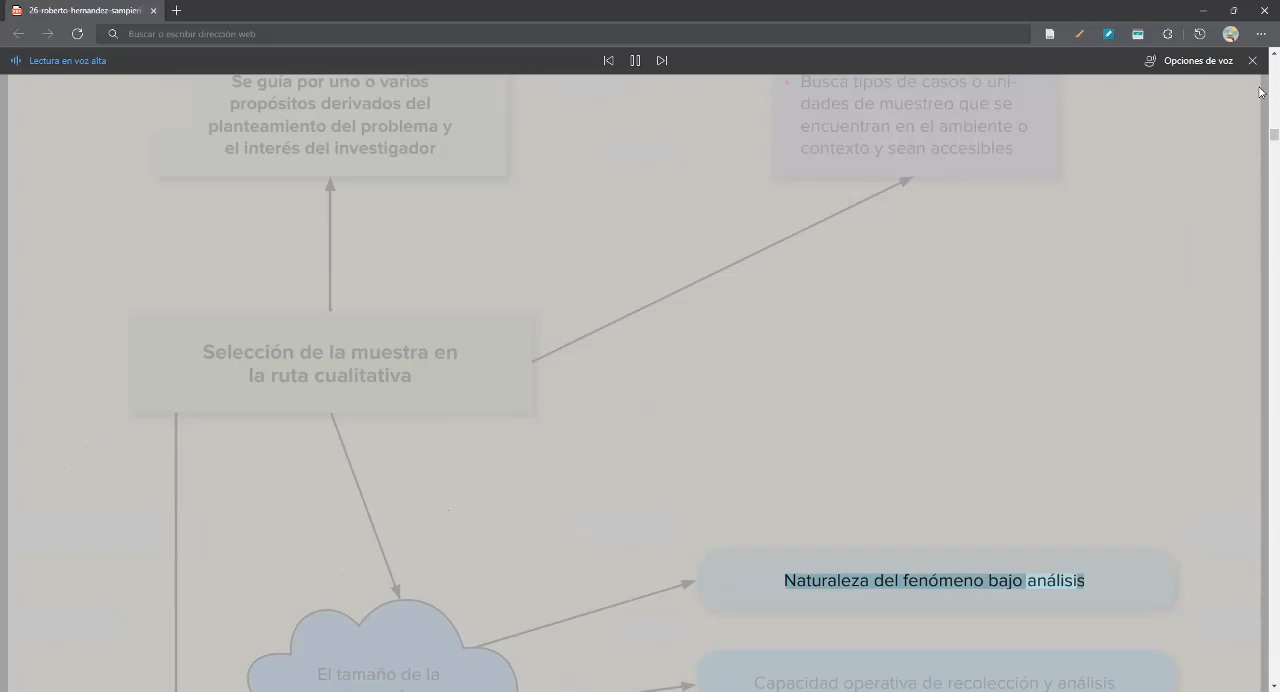 26-roberto-hernandez-sampieri
Buscar o escribir dirección web
Lectura en voz alta
Opciones de voz
Se guía por uno o varios
propósitos derivados del
planteamiento del problema y
el interés del investigador
• Busca tipos de casos o uni-
dades de muestreo que se
encuentran en el ambiente o
contexto y sean accesibles
Selección de la muestra en
la ruta cualitativa
Naturaleza del fenómeno bajo análisis
El tamaño de la
Capacidad operativa de recolección y análisis